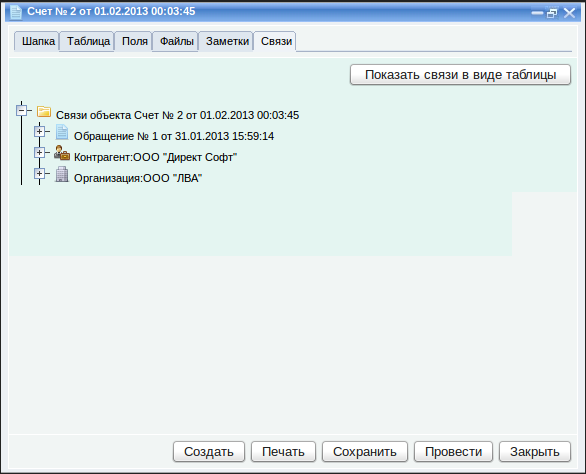 Счет № 2 от 01.02.2013 00:03:45
Шапка Таблица Поля Файлы Заметки Связи
Показать связи в виде таблицы
Связи объекта Счет № 2 от 01.02.2013 00:03:45
Обращение № 1 от 31.01.2013 15:59:14
Контрагент:ООО "Директ Софт"
Организация:ООО "ЛВА"
Создать Печать Сохранить Провести Закрыть